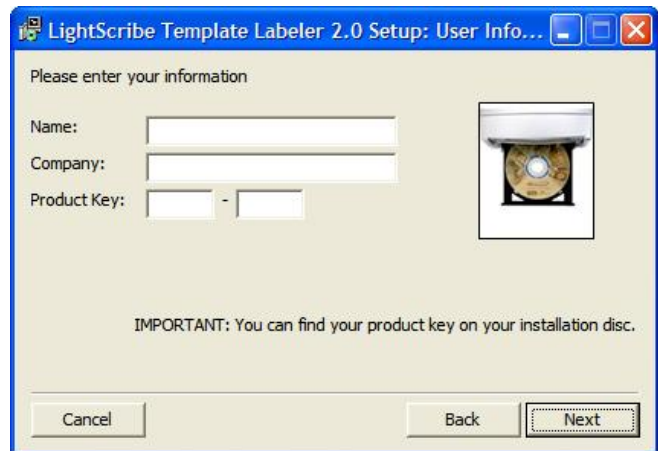 LightScribe Template Labeler 2.0 Setup: User Info...
Please enter your information
Name:
Company:
Product Key: -
IMPORTANT: You can find your product key on your installation disc.
Cancel Back Next